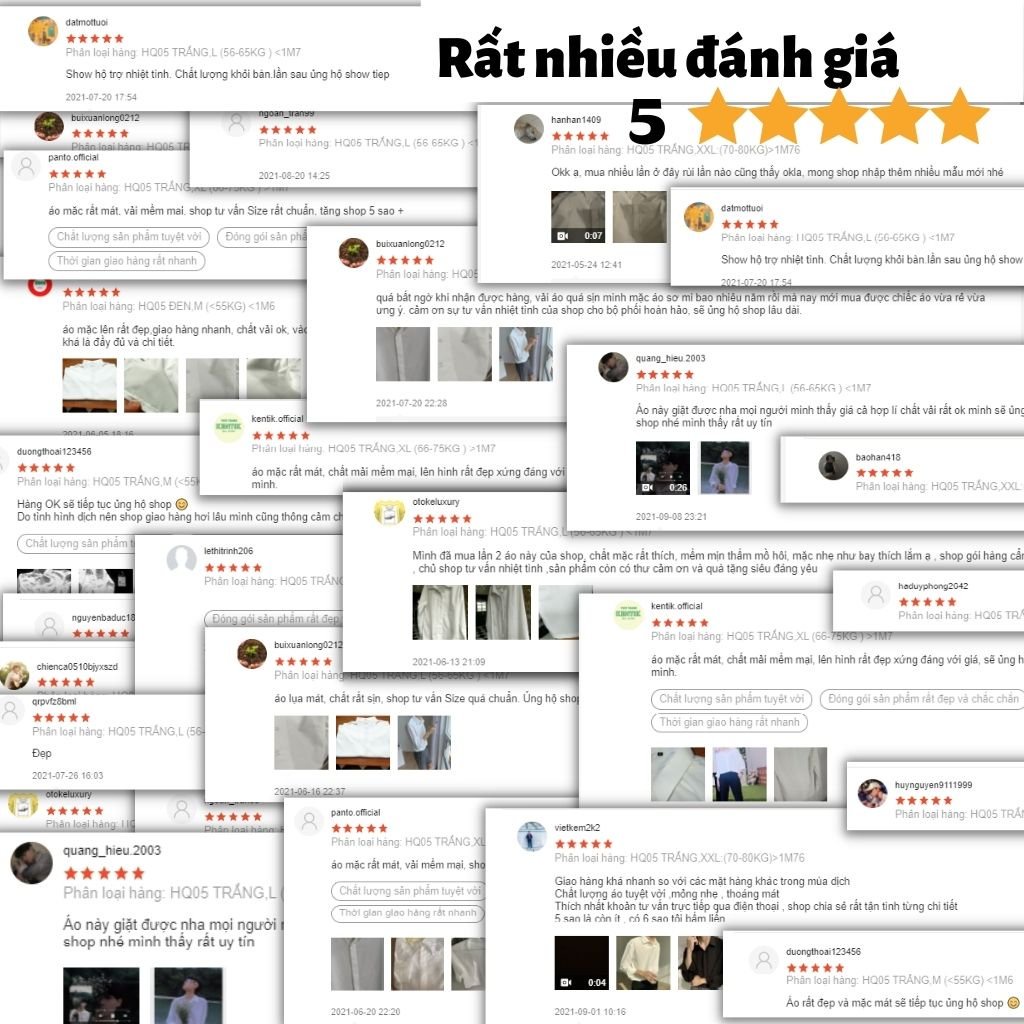 datmottuoi
Phân loại hàng: HQ05 TRẮNG,L (56-65KG ) <1M7
Show hộ trợ nhiệt tình. Chất lượng khỏi bàn.lần sau ủng hộ show tiep
2021-07-20 17:54
Rất nhiều đánh giá
5
buixuanlong0212
Phân loại hàng: HQ05 TR
ngoan_tran99
Phân loại hàng: HQ05 TRẮNG,L (56-65KG ) <1
2021-08-20 14:25
hanhan1409
Phân loại hàng: HQ05 TRẮNG,XXL:(70-80KG)>1M76
Okk ạ, mua nhiều lần ở đây rùi lần nào cũng thấy okla, mong shop nhập thêm nhiều mẫu mới nhé
0:07
2021-05-24 12:41
panto.official
Phân loại hàng: HQ05 TRẮNG,XL (66-75KG ) >1M7
áo mặc rất mát, vải mềm mại, shop tư vấn Size rất chuẩn, tặng shop 5 sao +
Chất lượng sản phẩm tuyệt vời
Đóng gói sản phẩ
Thời gian giao hàng rất nhanh
datmottuoi
Phân loại hàng: HQ05 TRẮNG,L (56-65KG ) <1M7
Show hộ trợ nhiệt tình. Chất lượng khỏi bàn.lần sau ủng hộ show
2021-07-20 17:54
buixuanlong0212
Phân loại hàng: HQ05
quá bất ngờ khi nhận được hàng, vải áo quá sịn mình mặc áo sơ mi bao nhiêu năm rồi mà nay mới mua được chiếc áo vừa rẻ vừa
ưng ý. cảm ơn sự tư vấn nhiệt tình của shop cho bộ phối hoàn hảo, sẽ ủng hộ shop lâu dài.
2021-07-20 22:28
Phân loại hàng: HQ05 ĐEN,M (<55KG) <1M6
áo mặc lên rất đẹp,giao hàng nhanh, chất vải ok, vào
khá là đầy đủ và chi tiết.
2021-06-05 18:16
quang_hieu.2003
Phân loại hàng: HQ05 TRẮNG,L (56-65KG ) <1M7
Áo này giặt được nha mọi người mình thấy giá cả hợp lí chất vải rất ok mình sẽ ủng
shop nhé mình thấy rất uy tín
0:26
2021-09-08 23:21
kentik.official
Phân loại hàng: HQ05 TRẮNG,XL (66-75KG ) >1M7
áo mặc rất mát, chất mải mềm mại, lên hình rất đẹp xứng đáng với
mình.
baohan418
Phân loại hàng: HQ05 TRẮNG,XXL:
duongthoai123456
Phân loại hàng: HQ05 TRẮNG,M (<55K
Hàng OK sẽ tiếp tục ủng hộ shop 😊
Do tình hình dịch nên shop giao hàng hơi lâu mình cũng thông cảm ch
Chất lượng sản phẩm t
otokeluxury
Phân loại hàng: HQ05 TRẮNG,L (56-65KG ) <1M7
Mình đã mua lần 2 áo này của shop, chất mặc rất thích, mềm mịn thấm mồ hôi, mặc nhẹ như bay thích lắm ạ , shop gói hàng cẩn
, chủ shop tư vấn nhiệt tình ,sản phẩm còn có thư cảm ơn và quà tặng siêu đáng yêu
2021-06-13 21:09
lethitrinh206
Phân loại hàng: HQ05 TRẮN
Đóng gói sản phẩm rất đẹp
haduyphong2042
Phân loại hàng: HQ05 TR
kentik.official
Phân loại hàng: HQ05 TRẮNG,XL (66-75KG ) >1M7
áo mặc rất mát, chất mải mềm mại, lên hình rất đẹp xứng đáng với giá, sẽ ủng h
mình.
Chất lượng sản phẩm tuyệt vời
Đóng gói sản phẩm rất đẹp và chắc chắn
Thời gian giao hàng rất nhanh
nguyenbaduc18
buixuanlong0212
Phân loại hàng: HQ05 TRẮNG,L (56-65KG ) <1M7
áo lụa mát, chất rất sịn, shop tư vấn Size quá chuẩn. Ủng hộ shop
2021-06-16 22:37
chienca0510bjyxszd
Phân loại hàng: HQ0
qrpvfz8bml
Phân loại hàng: HQ05 TRẮNG,L (56-
Đẹp
2021-07-26 16:03
huynguyen9111999
Phân loại hàng: HQ05 TRẮN
otokeluxury
Phân loại hàng: HQ
Phân loại hàng: HQ05
quang_hieu.2003
Phân loại hàng: HQ05 TRẮNG,L (
Áo này giặt được nha mọi người r
shop nhé mình thấy rất uy tín
panto.official
Phân loại hàng: HQ05 TRẮNG,XL
áo mặc rất mát, vải mềm mại, sho
Chất lượng sản phẩm tuyệt vời
Thời gian giao hàng rất nhanh
2021-06-20 22:20
vietkem2k2
Phân loại hàng: HQ05 TRẮNG,XXL:(70-80KG)>1M76
Giao hàng khá nhanh so với các mặt hàng khác trong mùa dịch
Chất lượng áo tuyệt vời ,mỏng nhẹ , thoáng mát
Thích nhất khoản tư vấn trực tiếp qua điện thoại , shop chia sẻ rất tận tình từng chi tiết
5 sao là còn ít , có 6 sao tôi bấm liền
0:04
2021-09-01 10:16
duongthoai123456
Phân loại hàng: HQ05 TRẮNG,M (<55KG) <1M6
Áo rất đẹp và mặc mát sẽ tiếp tục ủng hộ shop 😊